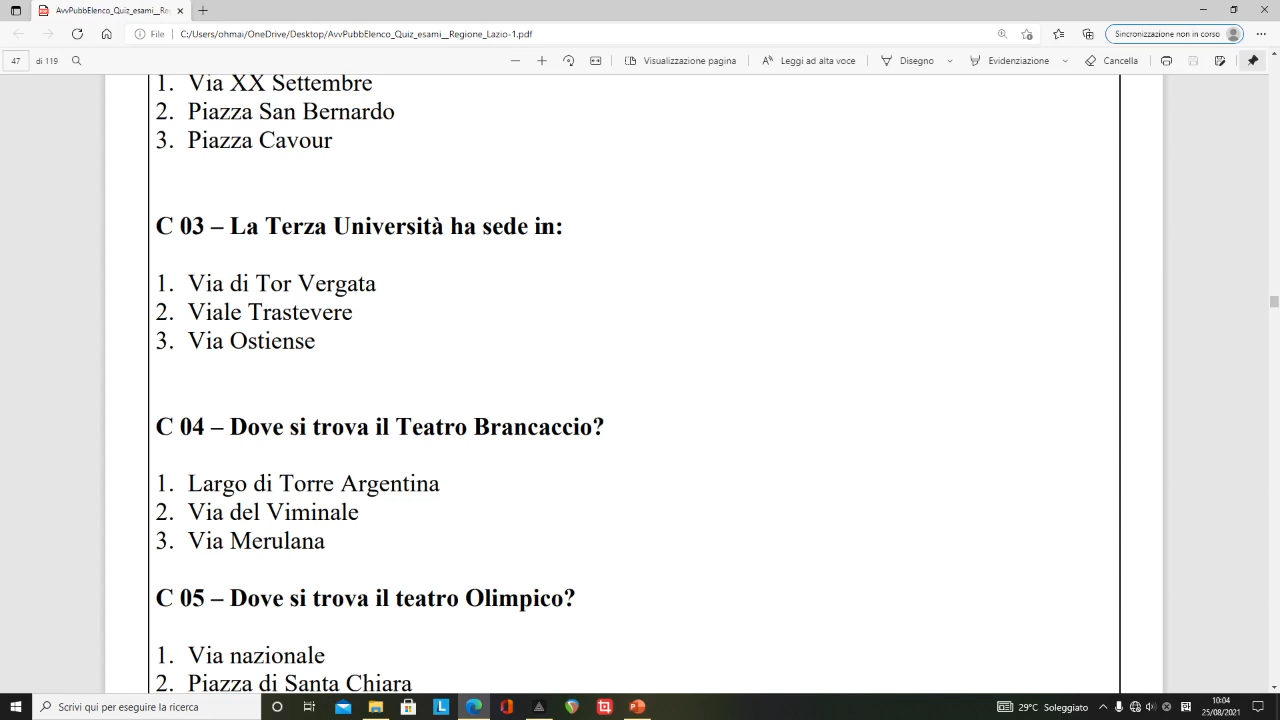 AvvPubbElenco_Quiz_esami__Re
File
C:/Users/ohmai/OneDrive/Desktop/AvvPubbElenco_Quiz_esami__Regione_Lazio-1.pdf
Sincronizzazione non in corso
47 di 119
Visualizzazione pagina
Leggi ad alta voce
Disegno
Evidenziazione
Cancella
1. Via XX Settembre
2. Piazza San Bernardo
3. Piazza Cavour
C 03 – La Terza Università ha sede in:
1. Via di Tor Vergata
2. Viale Trastevere
3. Via Ostiense
C 04 – Dove si trova il Teatro Brancaccio?
1. Largo di Torre Argentina
2. Via del Viminale
3. Via Merulana
C 05 – Dove si trova il teatro Olimpico?
1. Via nazionale
2. Piazza di Santa Chiara
Scrivi qui per eseguire la ricerca
29°C Soleggiato
10:04
25/08/2021